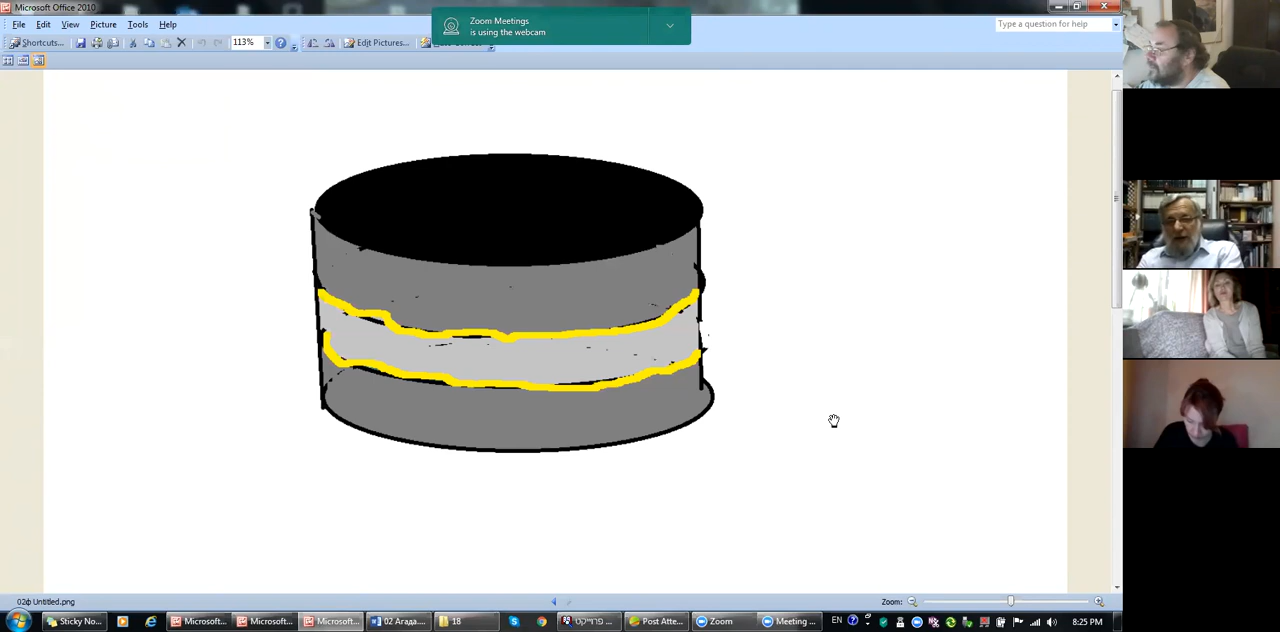 Microsoft Office 2010
File Edit View Picture Tools Help
Type a question for help
Zoom Meetings
is using the webcam
Shortcuts...
113%
Edit Pictures...
02ф Untitled.png
Zoom:
Sticky No...
Microsoft...
Microsoft...
Microsoft...
02 Агада....
18
פרוייקט...
Post Atte...
Zoom
Meeting ...
EN
8:25 PM